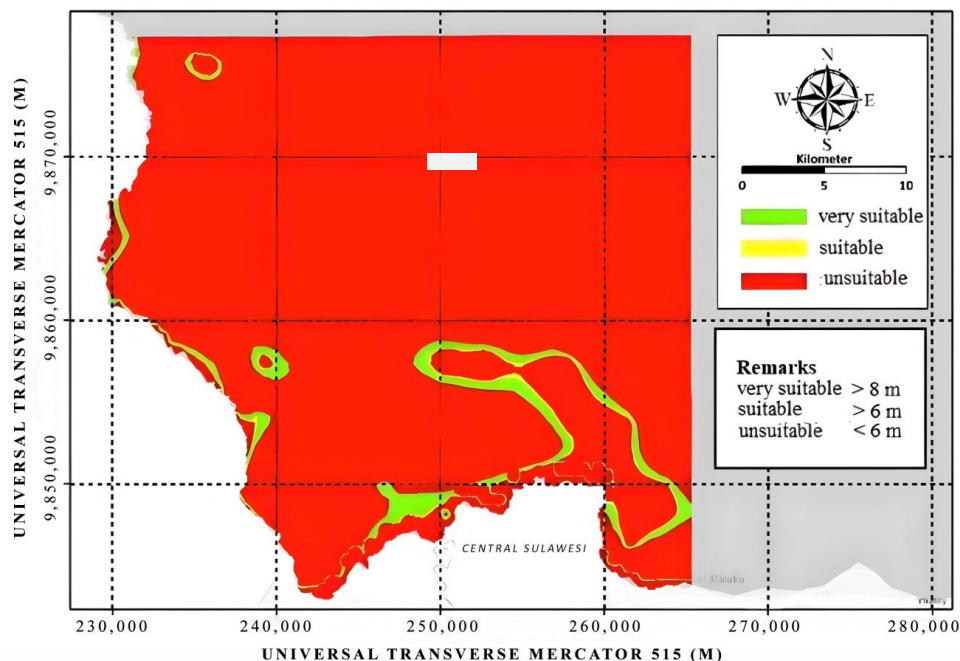 UNIVERSAL TRANSVERSE MERCATOR 515 (M)
9,870,000
9,860,000
9,850,000
N
W
E
S
Kilometer
0 5 10
very suitable
suitable
:unsuitable
Remarks
very suitable > 8 m
suitable > 6 m
unsuitable < 6 m
CENTRAL SULAWESI
230,000 240,000 250,000 260,000 270,000 280,000
UNIVERSAL TRANSVERSE MERCATOR 515 (M)